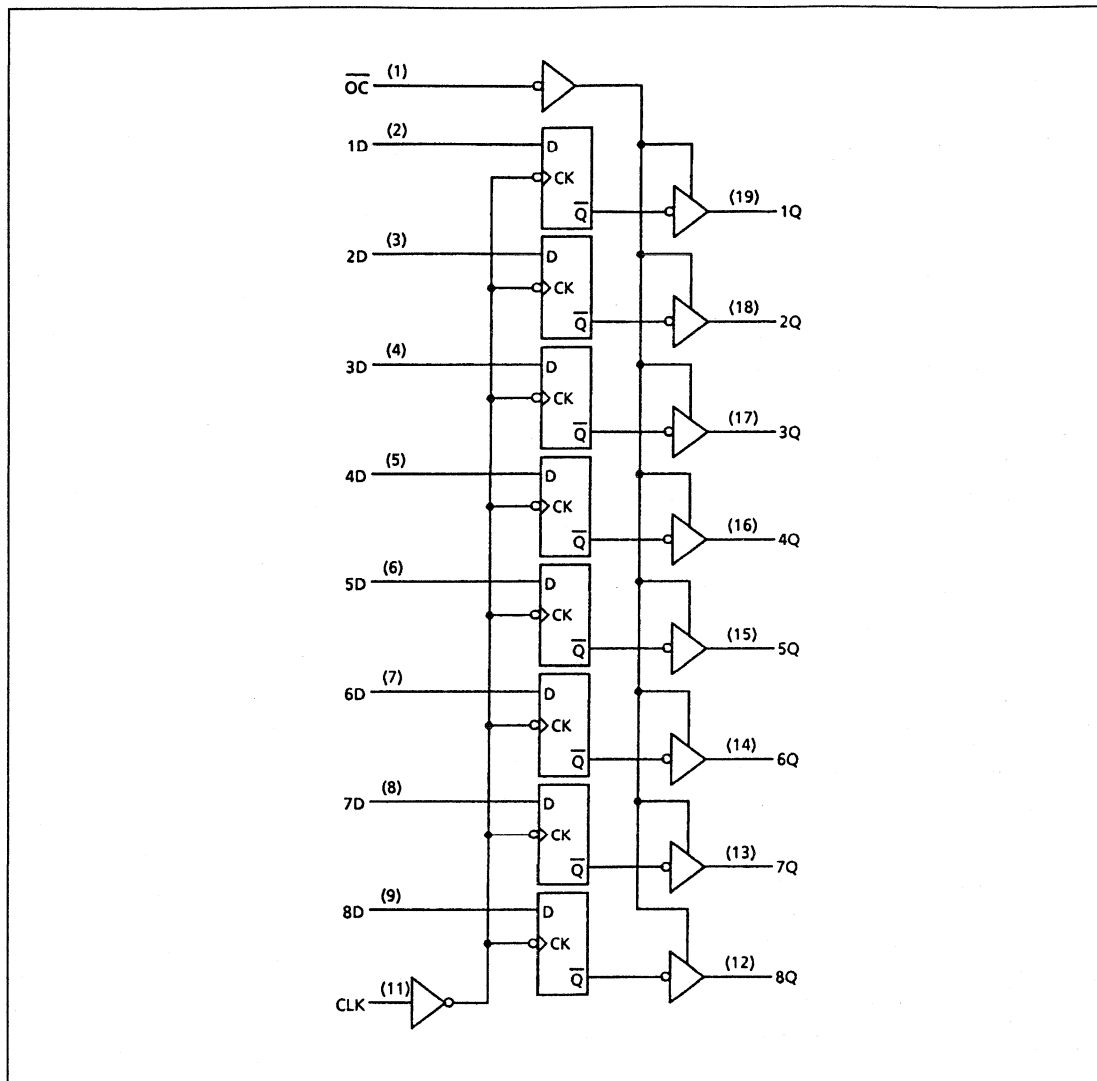 O̅C̅ (1)
1D (2) D
CK
Q̅ (19) 1Q
2D (3) D
CK
Q̅ (18) 2Q
3D (4) D
CK
Q̅ (17) 3Q
4D (5) D
CK
Q̅ (16) 4Q
5D (6) D
CK
Q̅ (15) 5Q
6D (7) D
CK
Q̅ (14) 6Q
7D (8) D
CK
Q̅ (13) 7Q
8D (9) D
CK
Q̅ (12) 8Q
CLK (11)